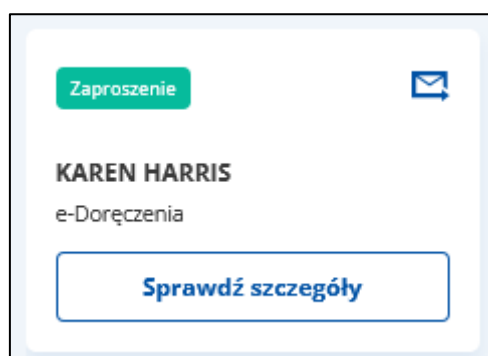 Zaproszenie
KAREN HARRIS
e-Doręczenia
Sprawdź szczegóły